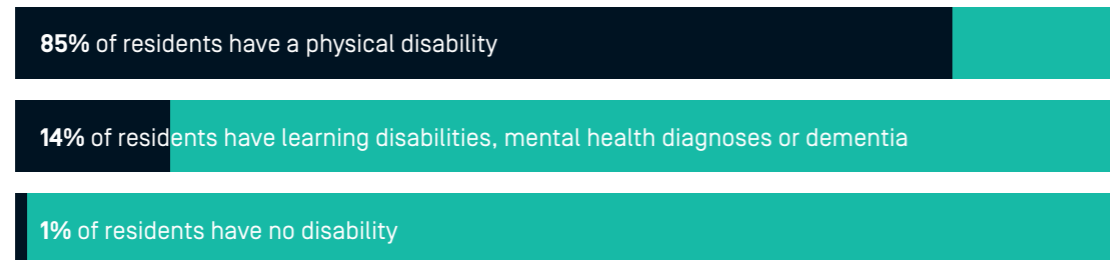 85% of residents have a physical disability
14% of residents have learning disabilities, mental health diagnoses or dementia
1% of residents have no disability